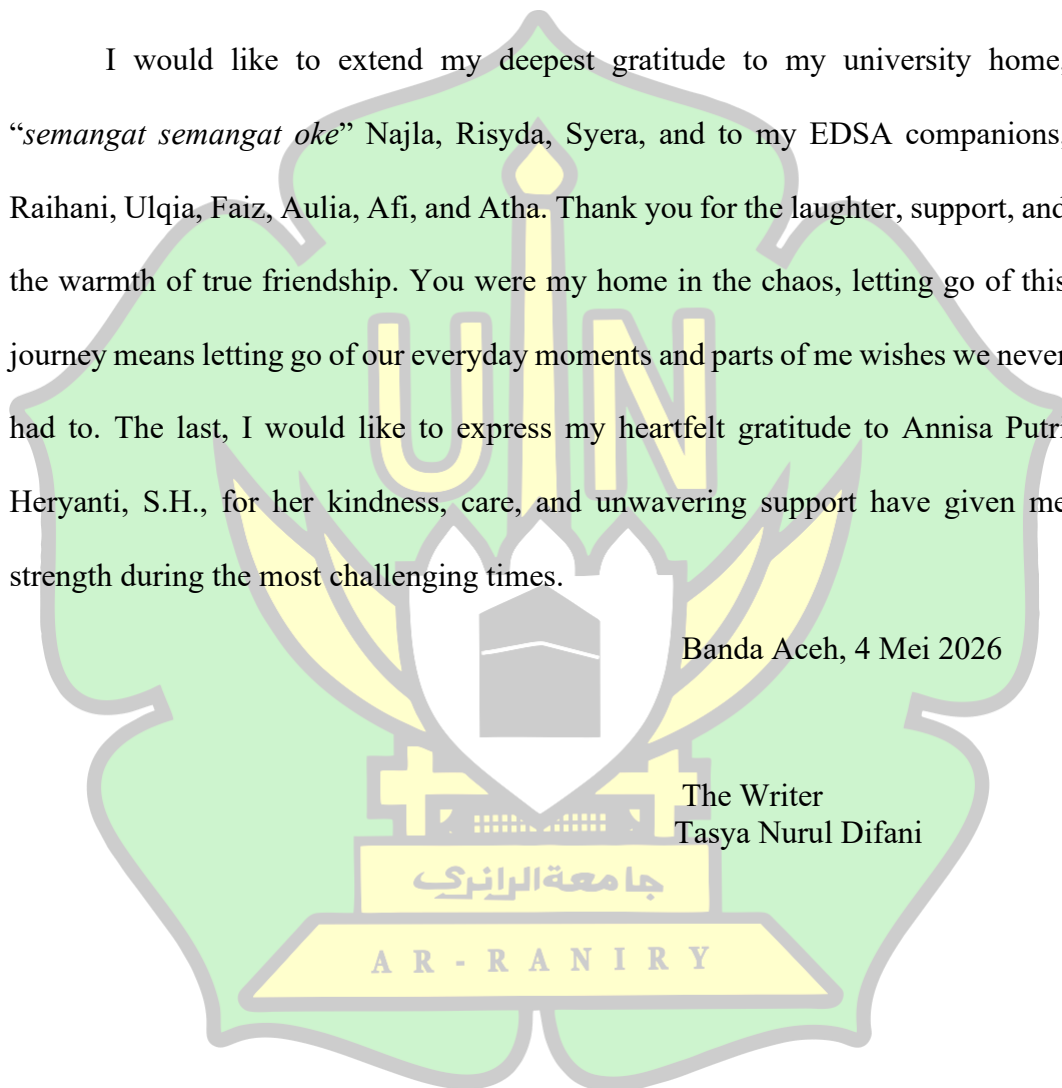 I would like to extend my deepest gratitude to my university home,
“semangat semangat oke” Najla, Risyda, Syera, and to my EDSA companions,
Raihani, Ulqia, Faiz, Aulia, Afi, and Atha. Thank you for the laughter, support, and
the warmth of true friendship. You were my home in the chaos, letting go of this
journey means letting go of our everyday moments and parts of me wishes we never
had to. The last, I would like to express my heartfelt gratitude to Annisa Putri
Heryanti, S.H., for her kindness, care, and unwavering support have given me
strength during the most challenging times.
Banda Aceh, 4 Mei 2026
The Writer
Tasya Nurul Difani
UIN
جامعة الرانري
AR-RANIRY